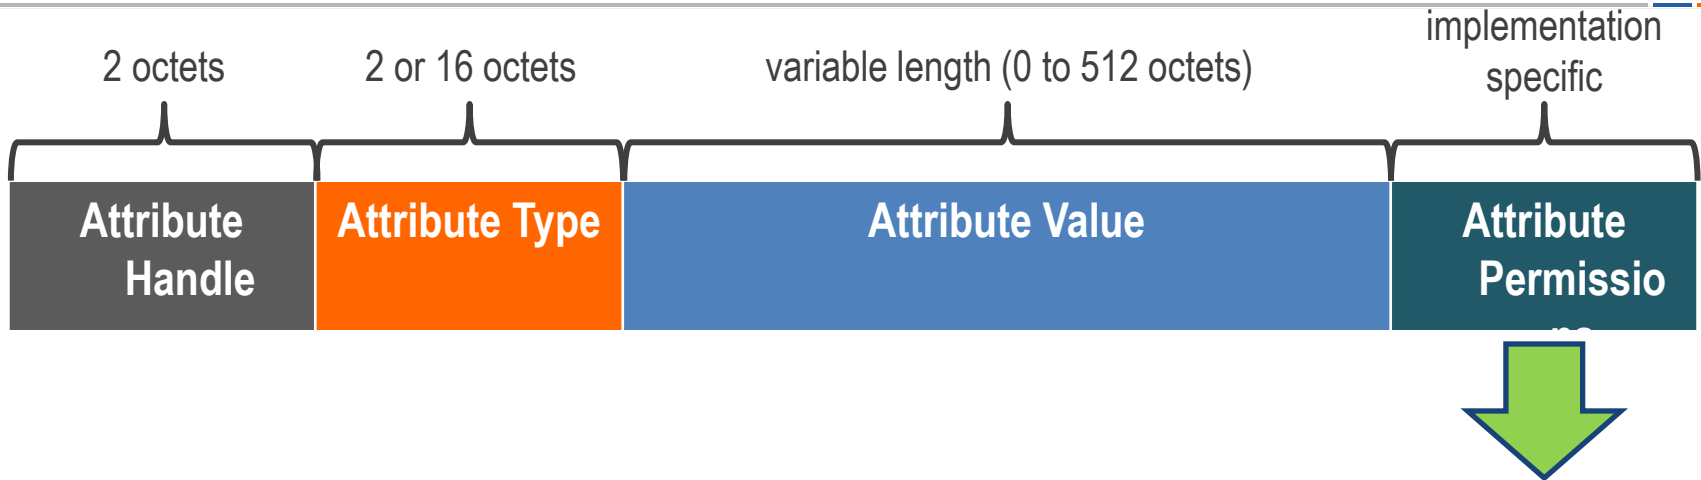 implementation
2 octets 2 or 16 octets variable length (0 to 512 octets) specific
Attribute Attribute Type Attribute Value Attribute
Handle Permissio
ns